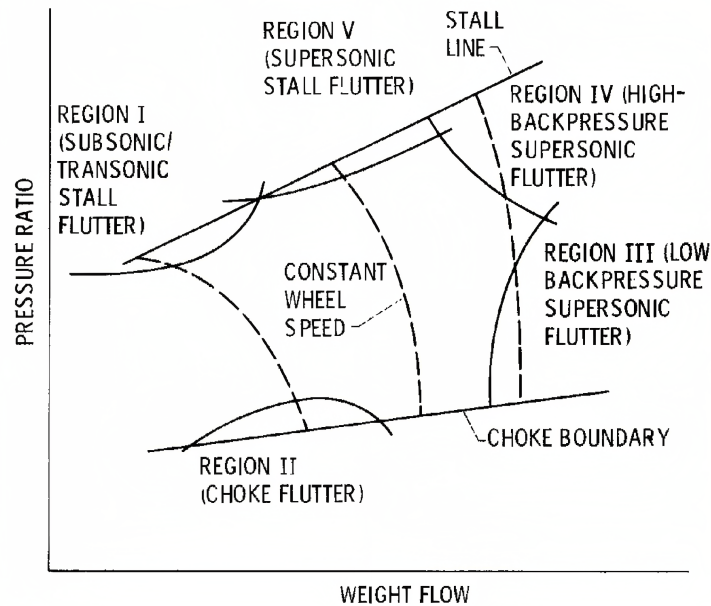 REGION V
(SUPERSONIC
STALL FLUTTER)
STALL
LINE
REGION I
(SUBSONIC/
TRANSONIC
STALL
FLUTTER)
REGION IV (HIGH-
BACKPRESSURE
SUPERSONIC
FLUTTER)
PRESSURE RATIO
CONSTANT
WHEEL
SPEED
REGION III (LOW
BACKPRESSURE
SUPERSONIC
FLUTTER)
CHOKE BOUNDARY
REGION II
(CHOKE FLUTTER)
WEIGHT FLOW